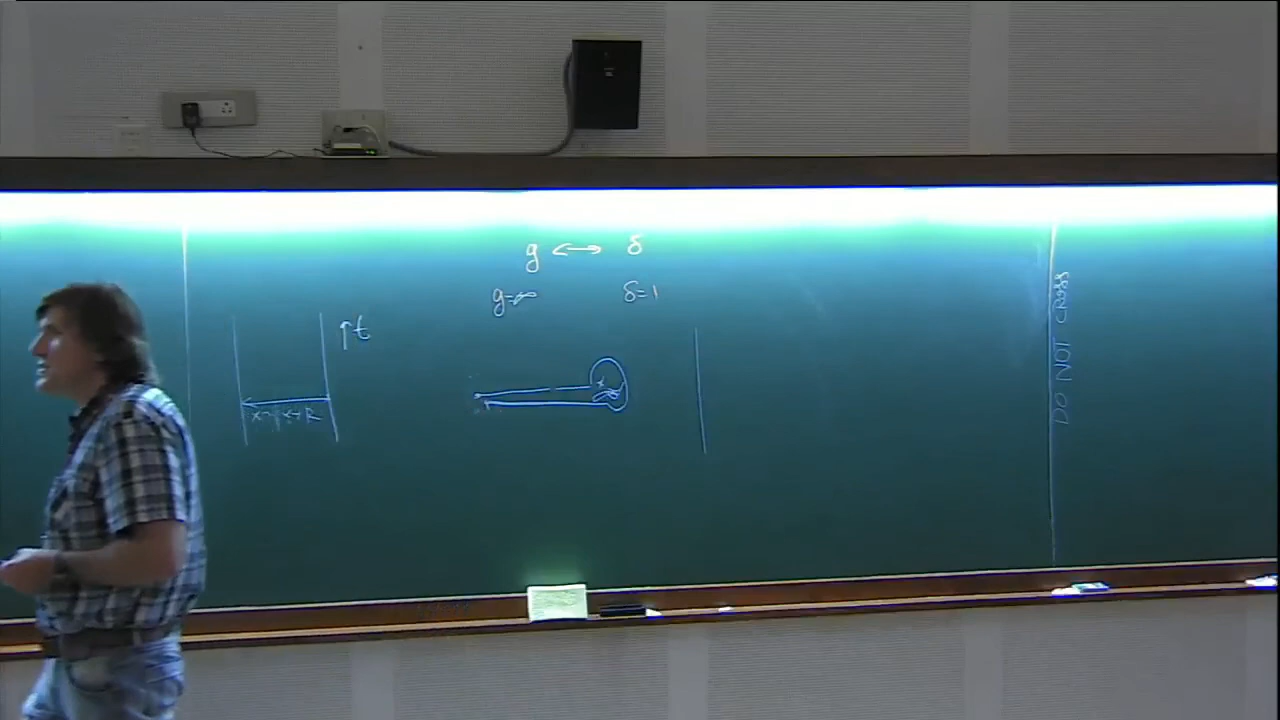 g ↔ δ
g=∞ δ=1
↑t
DO NOT CROSS